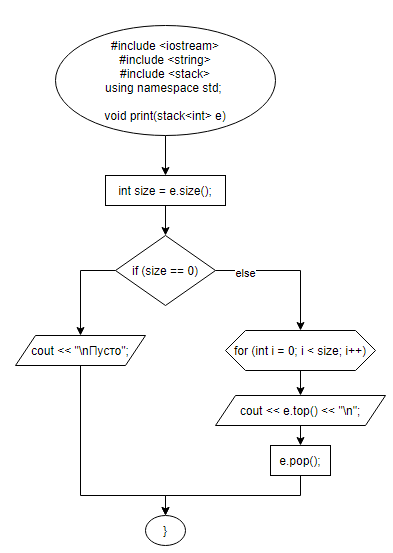 #include <iostream>
#include <string>
#include <stack>
using namespace std;
void print(stack<int> e)
int size = e.size();
if (size == 0)
else
cout << "\nПусто";
for (int i = 0; i < size; i++)
cout << e.top() << "\n";
e.pop();
}